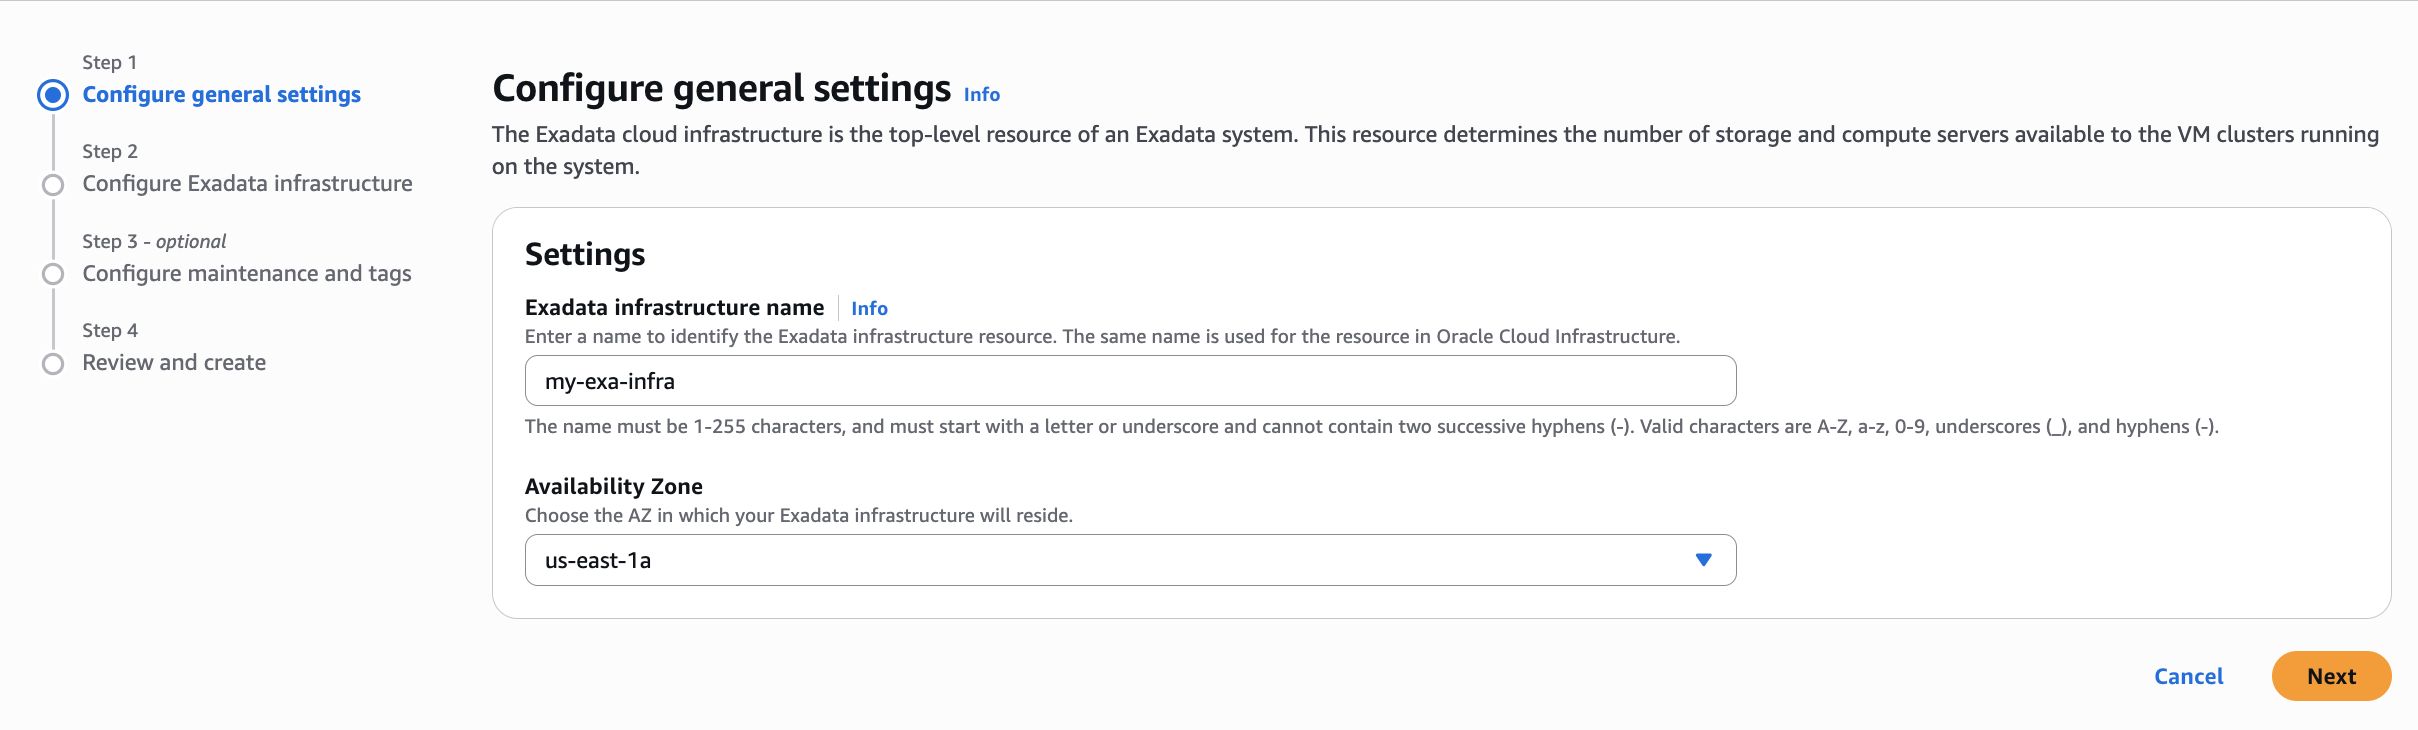 Step 1
Configure general settings
Step 2
Configure Exadata infrastructure
Step 3 - optional
Configure maintenance and tags
Step 4
Review and create
Configure general settings Info
The Exadata cloud infrastructure is the top-level resource of an Exadata system. This resource determines the number of storage and compute servers available to the VM clusters running
on the system.
Settings
Exadata infrastructure name Info
Enter a name to identify the Exadata infrastructure resource. The same name is used for the resource in Oracle Cloud Infrastructure.
my-exa-infra
The name must be 1-255 characters, and must start with a letter or underscore and cannot contain two successive hyphens (-). Valid characters are A-Z, a-z, 0-9, underscores (_), and hyphens (-).
Availability Zone
Choose the AZ in which your Exadata infrastructure will reside.
us-east-1a
Cancel Next